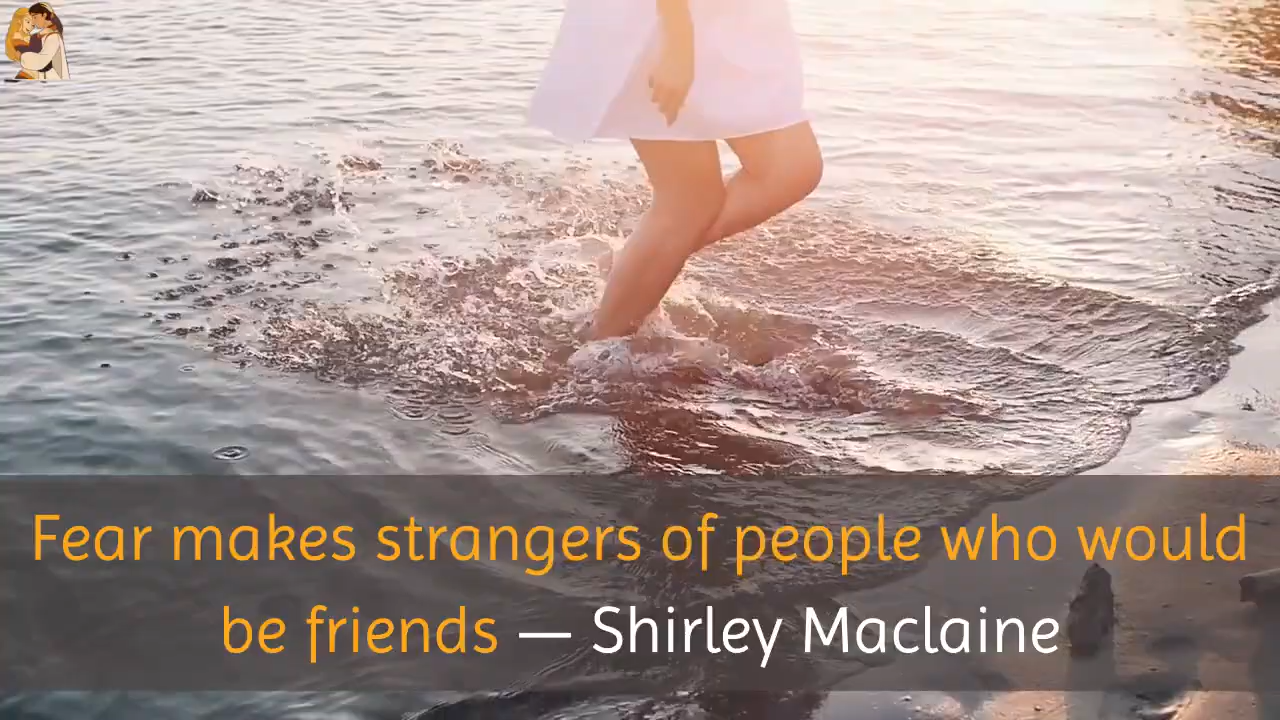 Fear makes strangers of people who would
be friends — Shirley Maclaine